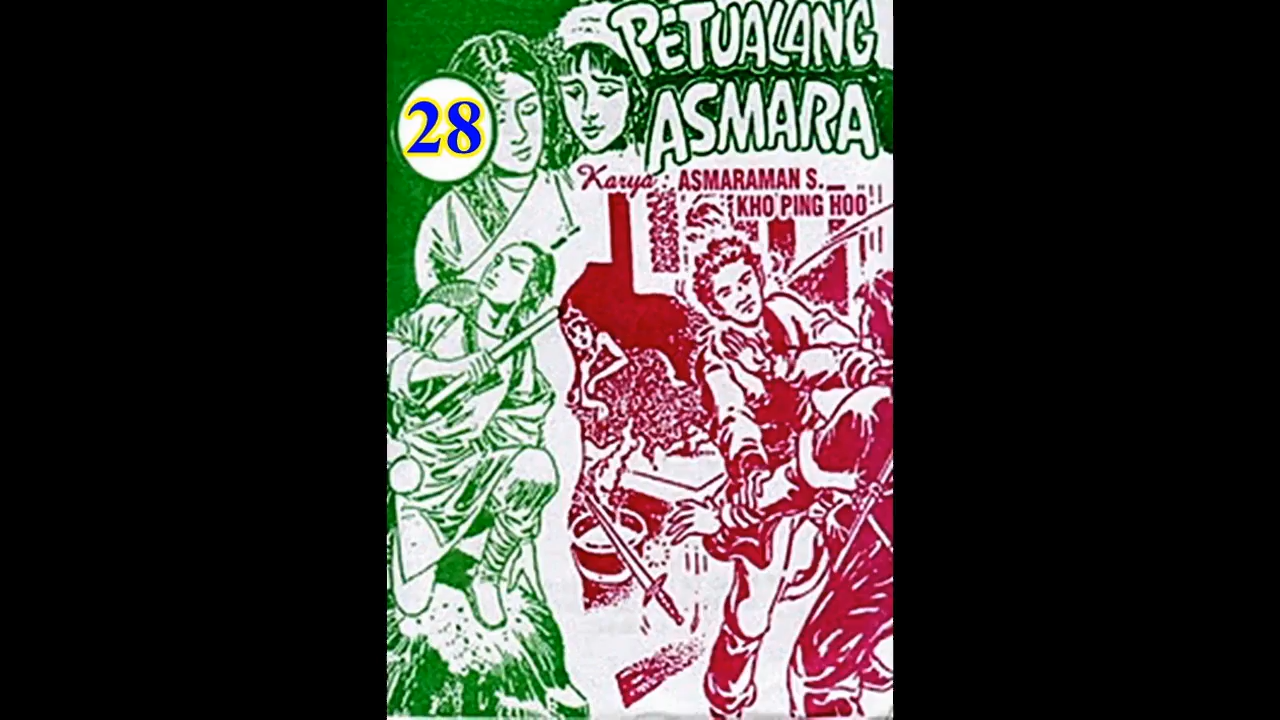 PETUALANG
ASMARA
28
Karya : ASMARAMAN S.
KHO PING HOO